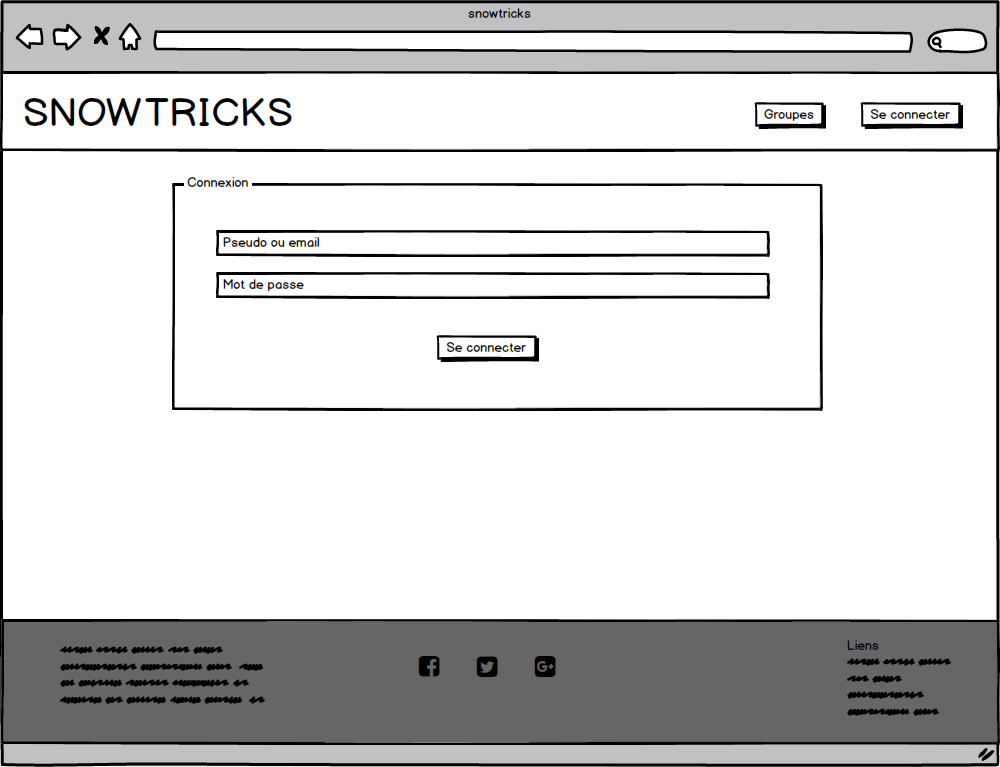 snowtricks
SNOWTRICKS
Groupes
Se connecter
Connexion
Pseudo ou email
Mot de passe
Se connecter
Liens